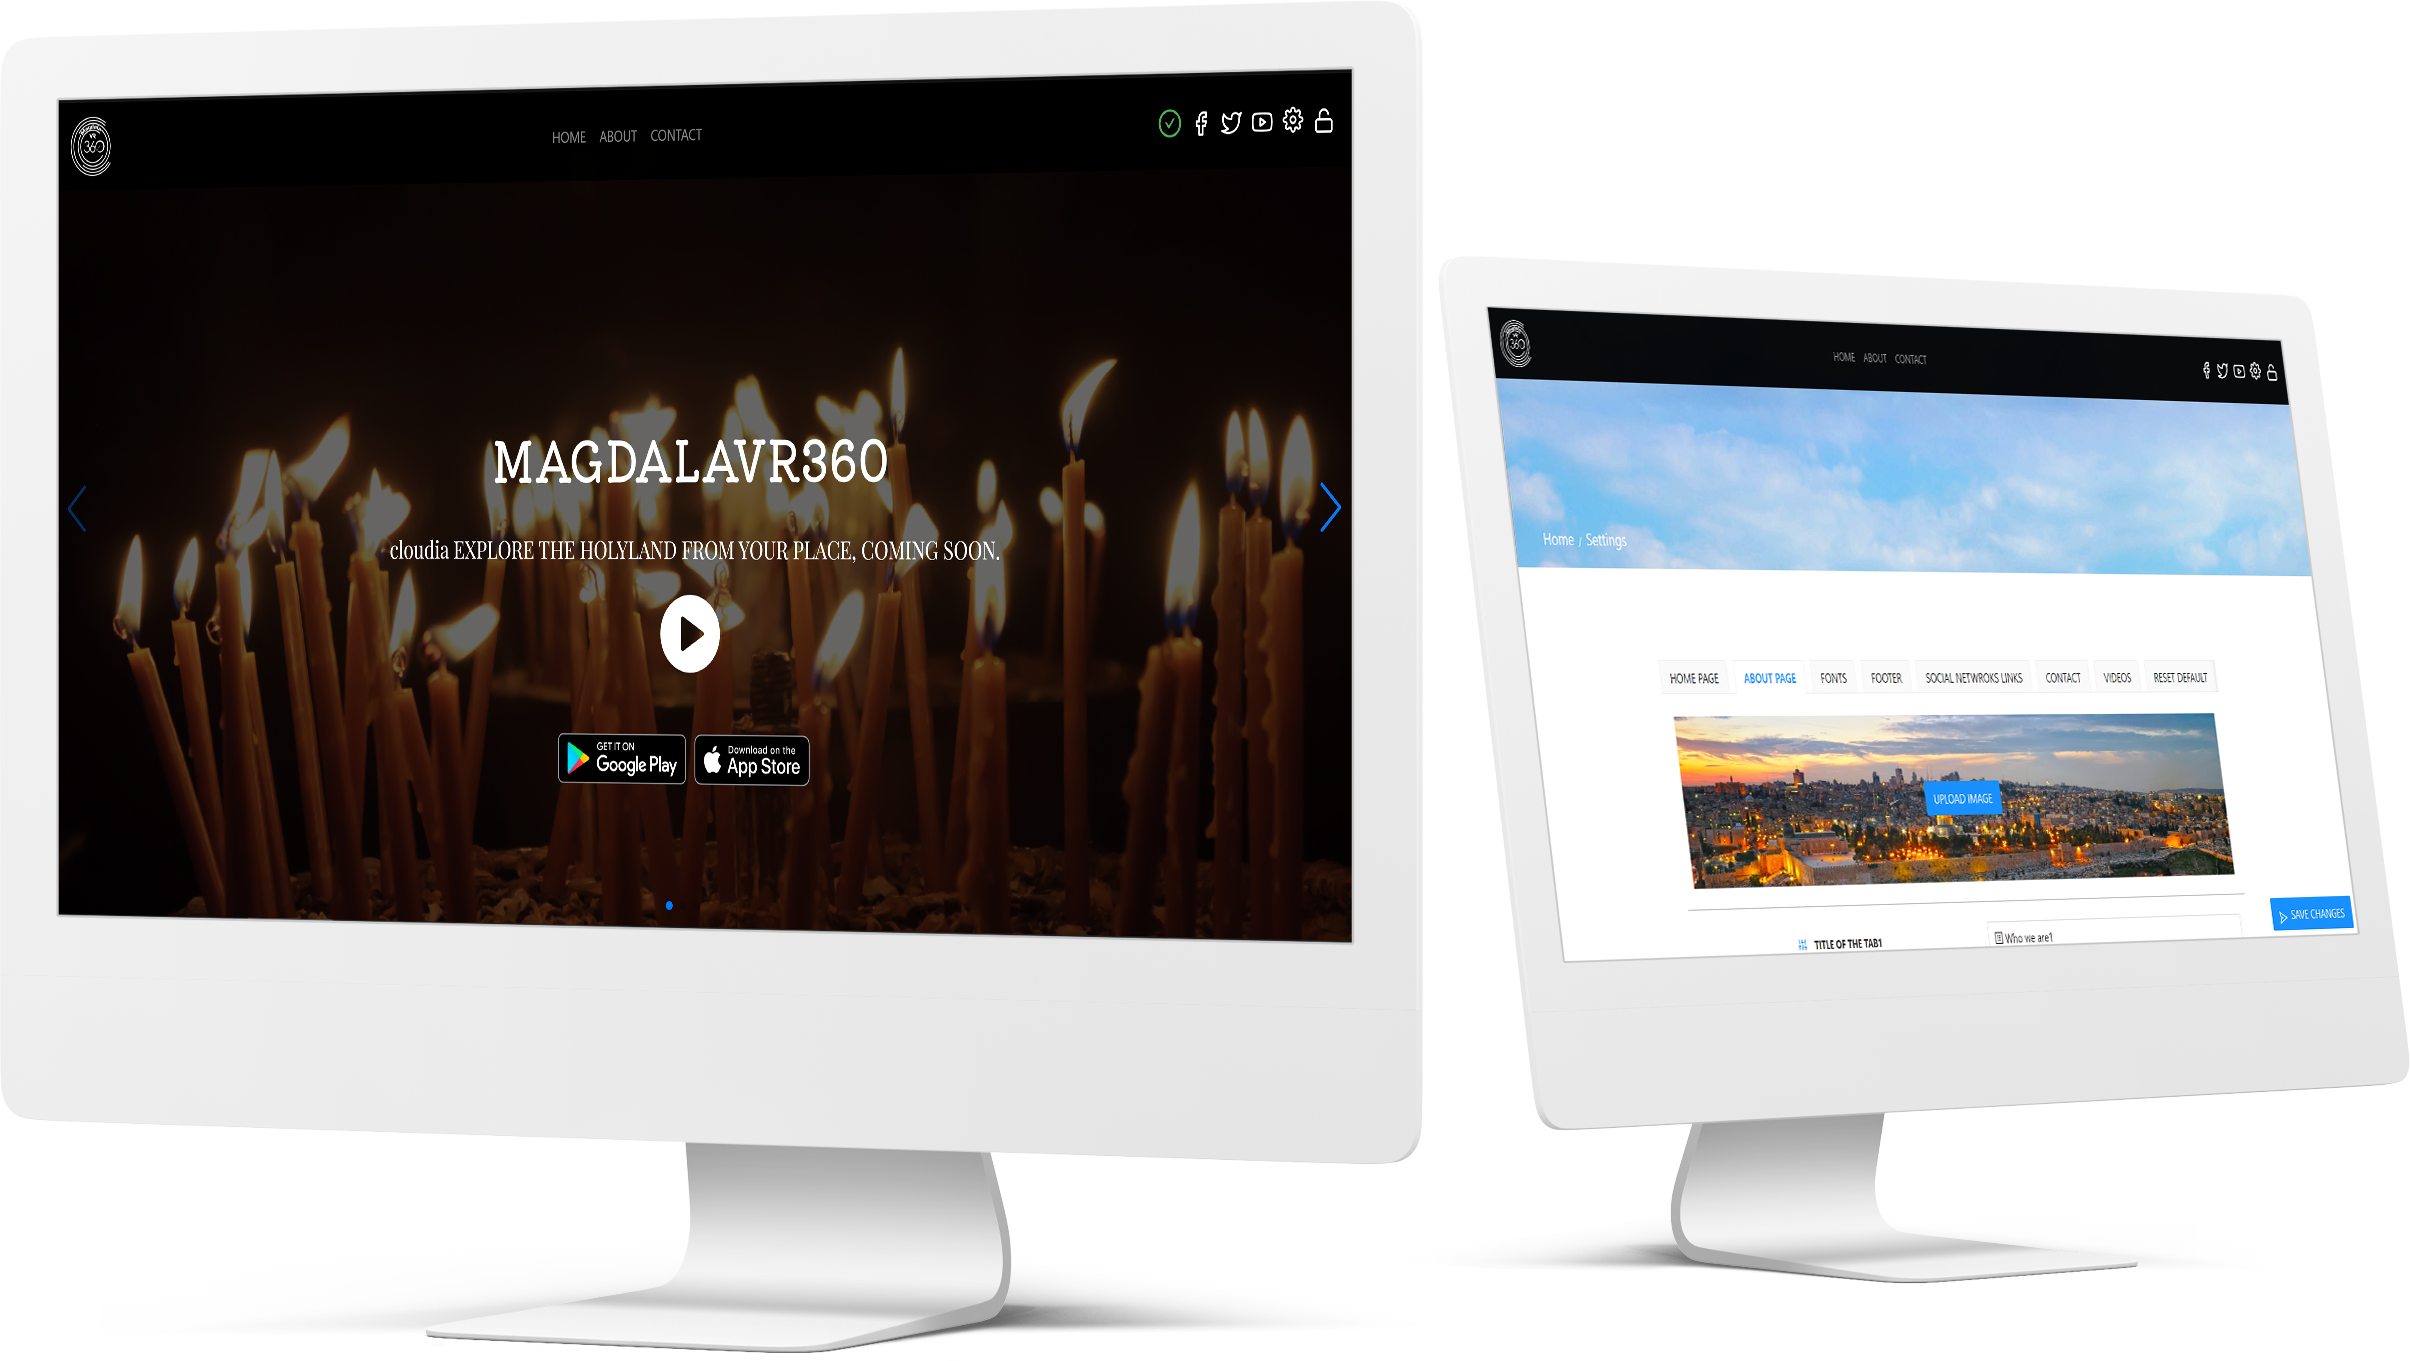 VR
360
HOME ABOUT CONTACT
MAGDALAVR360
cloudia EXPLORE THE HOLYLAND FROM YOUR PLACE, COMING SOON.
GET IT ON
Google Play
Download on the
App Store
360
HOME ABOUT CONTACT
Home / Settings
HOME PAGE ABOUT PAGE FONTS FOOTER SOCIAL NETWROKS LINKS CONTACT VIDEOS RESET DEFAULT
UPLOAD IMAGE
SAVE CHANGES
TITLE OF THE TAB1 Who we are1